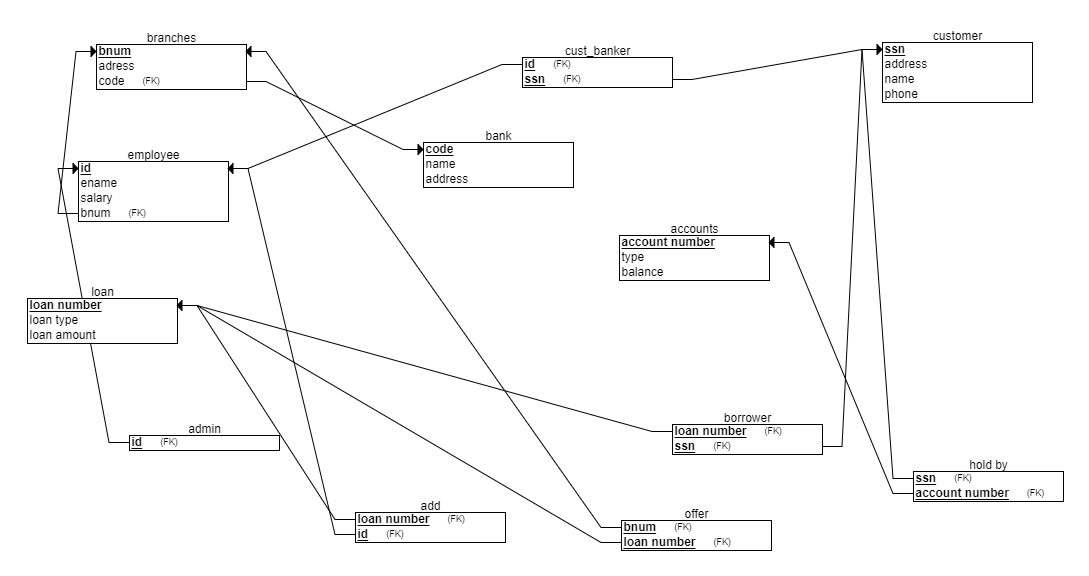 branches
bnum
adress
code (FK)
cust_banker
id (FK)
ssn (FK)
customer
ssn
address
name
phone
bank
code
name
address
employee
id
ename
salary
bnum (FK)
accounts
account number
type
balance
loan
loan number
loan type
loan amount
admin
id (FK)
borrower
loan number (FK)
ssn (FK)
hold by
ssn (FK)
account number (FK)
add
loan number (FK)
id (FK)
offer
bnum (FK)
loan number (FK)